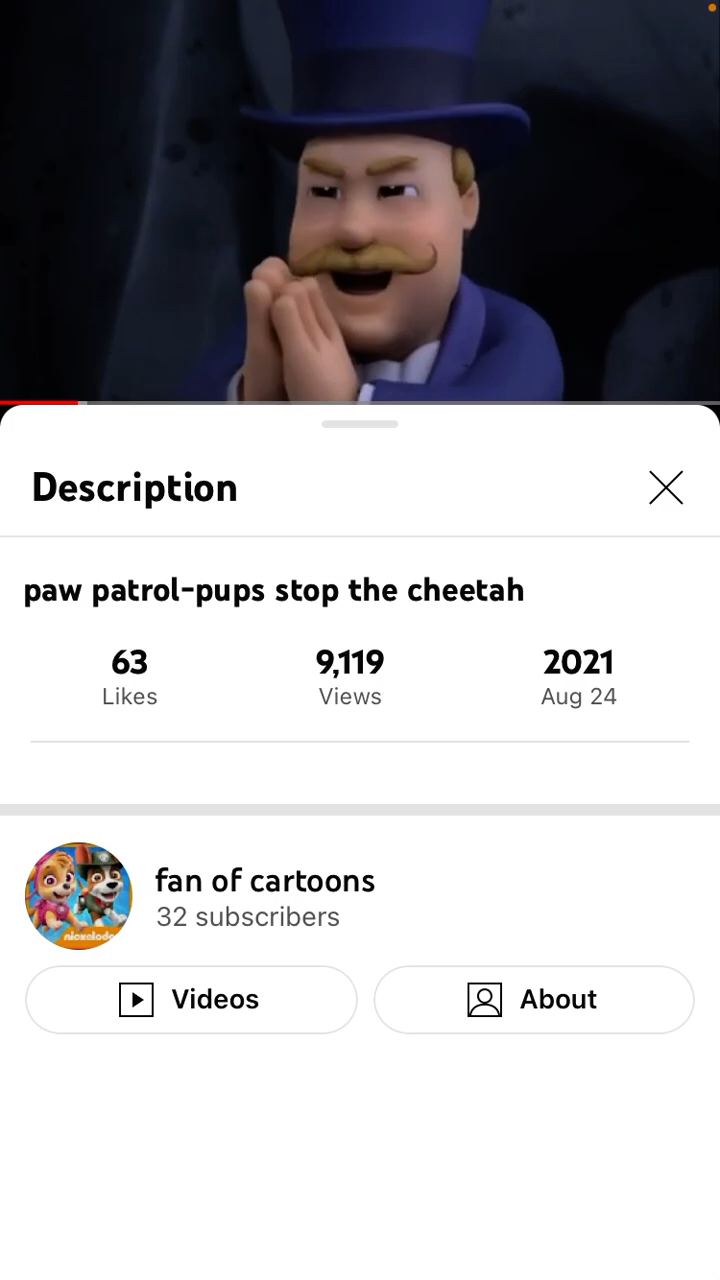 Description
paw patrol-pups stop the cheetah
63
Likes
9,119
Views
2021
Aug 24
fan of cartoons
32 subscribers
nickelode
Videos
About